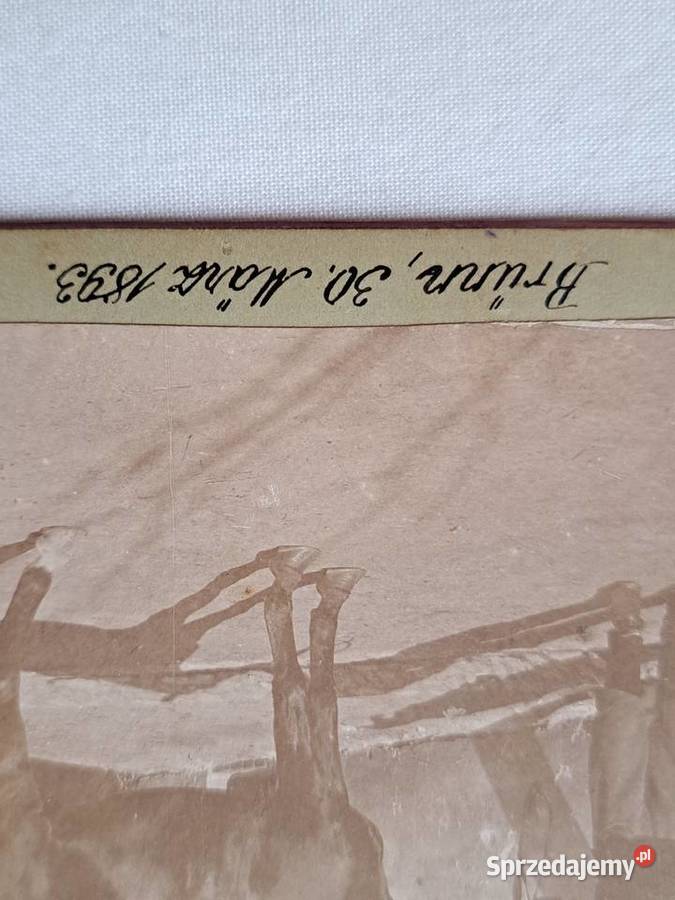 Brünn, 30. März 1893.
Sprzedajemy.pl